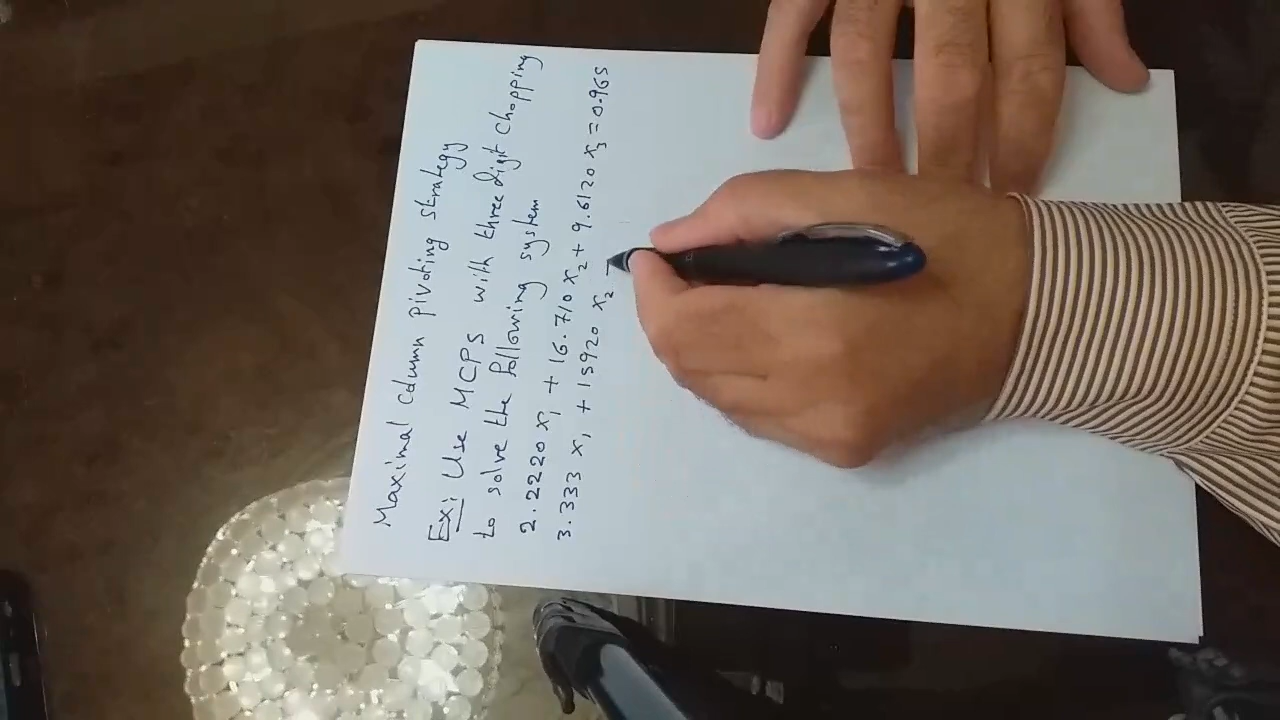 Maximal column pivoting strategy
Ex: Use MCPS with three digit chopping
to solve the following system
2.2220 x₁ + 16.710 x₂ + 9.6120 x₃ = 0.965
3.333 x₁ + 15920 x₂ –